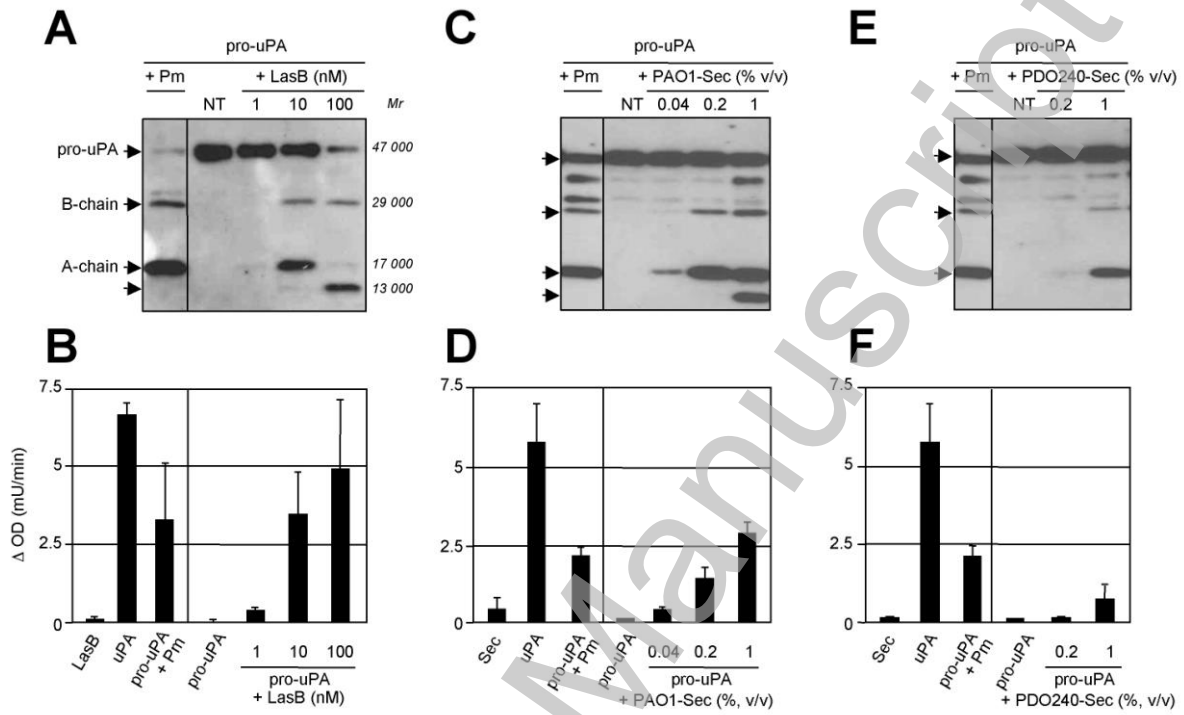 A
pro-uPA
+ Pm + LasB (nM)
NT 1 10 100 Mr
pro-uPA 47 000
B-chain 29 000
A-chain 17 000
13 000
C
pro-uPA
+ Pm + PAO1-Sec (% v/v)
NT 0.04 0.2 1
E
pro-uPA
+ Pm + PDO240-Sec (% v/v)
NT 0.2 1
B
Δ OD (mU/min)
7.5
5
2.5
0
LasB uPA pro-uPA + Pm pro-uPA 1 10 100
pro-uPA
+ LasB (nM)
D
7.5
5
2.5
0
Sec uPA pro-uPA + Pm pro-uPA 0.04 0.2 1
pro-uPA
+ PAO1-Sec (%, v/v)
F
7.5
5
2.5
0
Sec uPA pro-uPA + Pm pro-uPA 0.2 1
pro-uPA
+ PDO240-Sec (%, v/v)
Manuscript